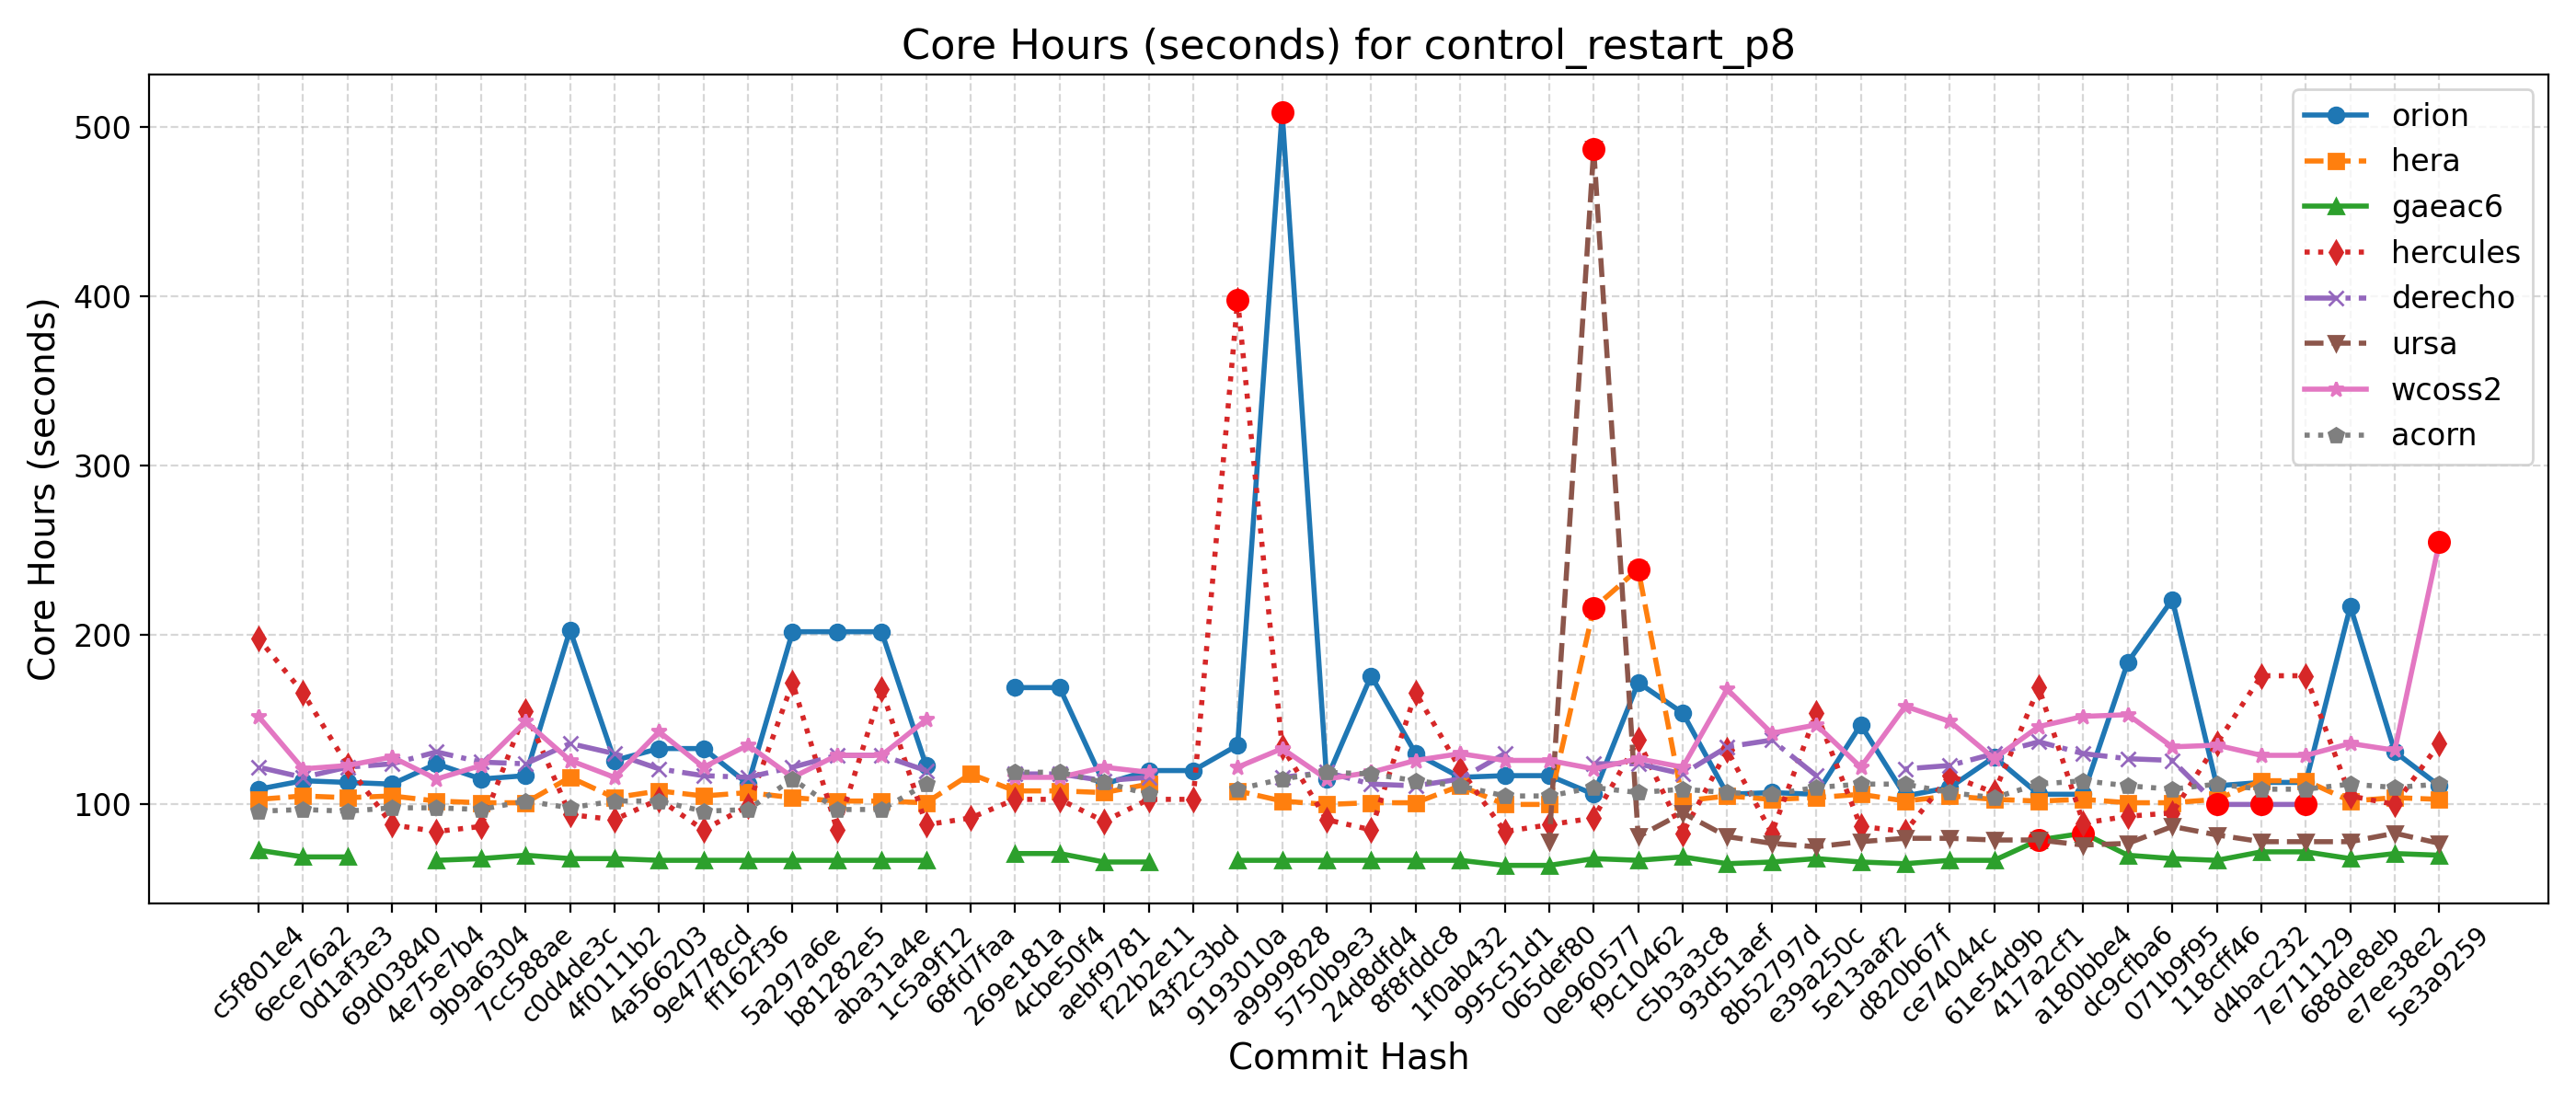 Core Hours (seconds) for control_restart_p8
Core Hours (seconds)
500
400
300
200
100
orion
hera
gaeac6
hercules
derecho
ursa
wcoss2
acorn
c5f801e4
6ece76a2
0d1af3e3
69d03840
4e75e7b4
9b9a6304
7cc588ae
c0d4de3c
4f0111b2
4a566203
9e4778cd
ff162f36
5a297a6e
b81282e5
aba31a4e
1c5a9f12
68fd7faa
269e181a
4cbe50f4
aebf9781
f22b2e11
43f2c3bd
9193010a
a9999828
5750b9e3
24d8dfd4
8f8fddc8
1f0ab432
995c51d1
065def80
0e960577
f9c10462
c5b3a3c8
93d51aef
8b52797d
e39a250c
5e13aaf2
d820b67f
ce74044c
61e54d9b
417a2cf1
a180bbe4
dc9cfba6
071b9f95
118cff46
d4bac232
7e711129
688de8eb
e7ee38e2
5e3a9259
Commit Hash